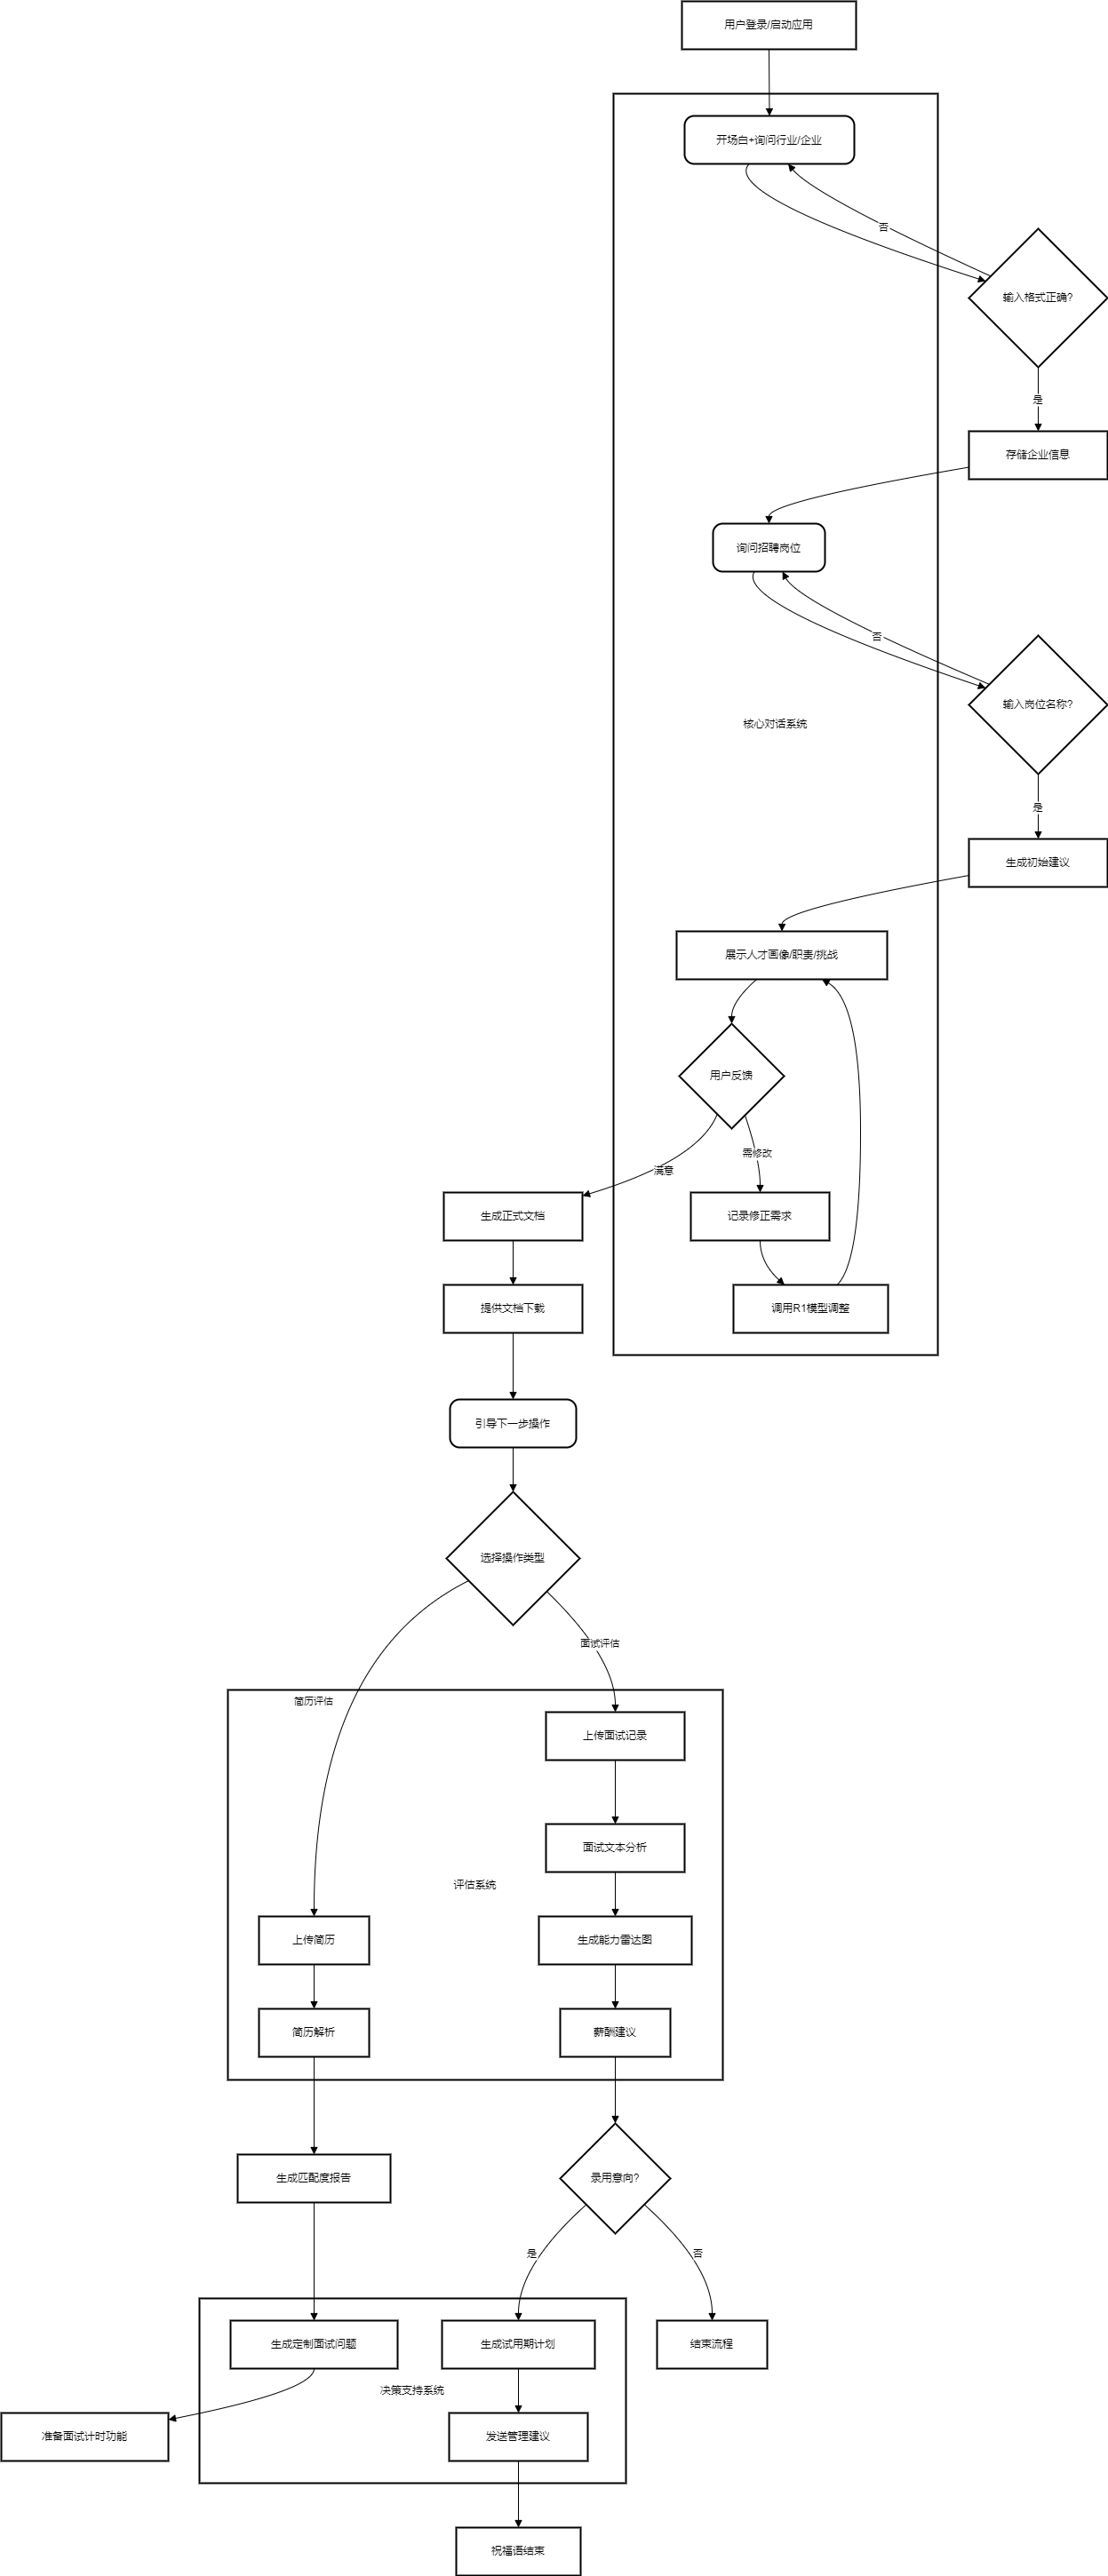 用户登录/启动应用
开场白+询问行业/企业
否
输入格式正确?
是
存储企业信息
询问招聘岗位
否
输入岗位名称?
核心对话系统
是
生成初始建议
展示人才画像/职责/挑战
用户反馈
需修改
满意
生成正式文档
记录修正需求
提供文档下载
调用R1模型调整
引导下一步操作
选择操作类型
面试评估
简历评估
上传面试记录
面试文本分析
评估系统
上传简历
生成能力雷达图
简历解析
薪酬建议
生成匹配度报告
录用意向?
是
否
生成定制面试问题
生成试用期计划
结束流程
决策支持系统
准备面试计时功能
发送管理建议
祝福语结束